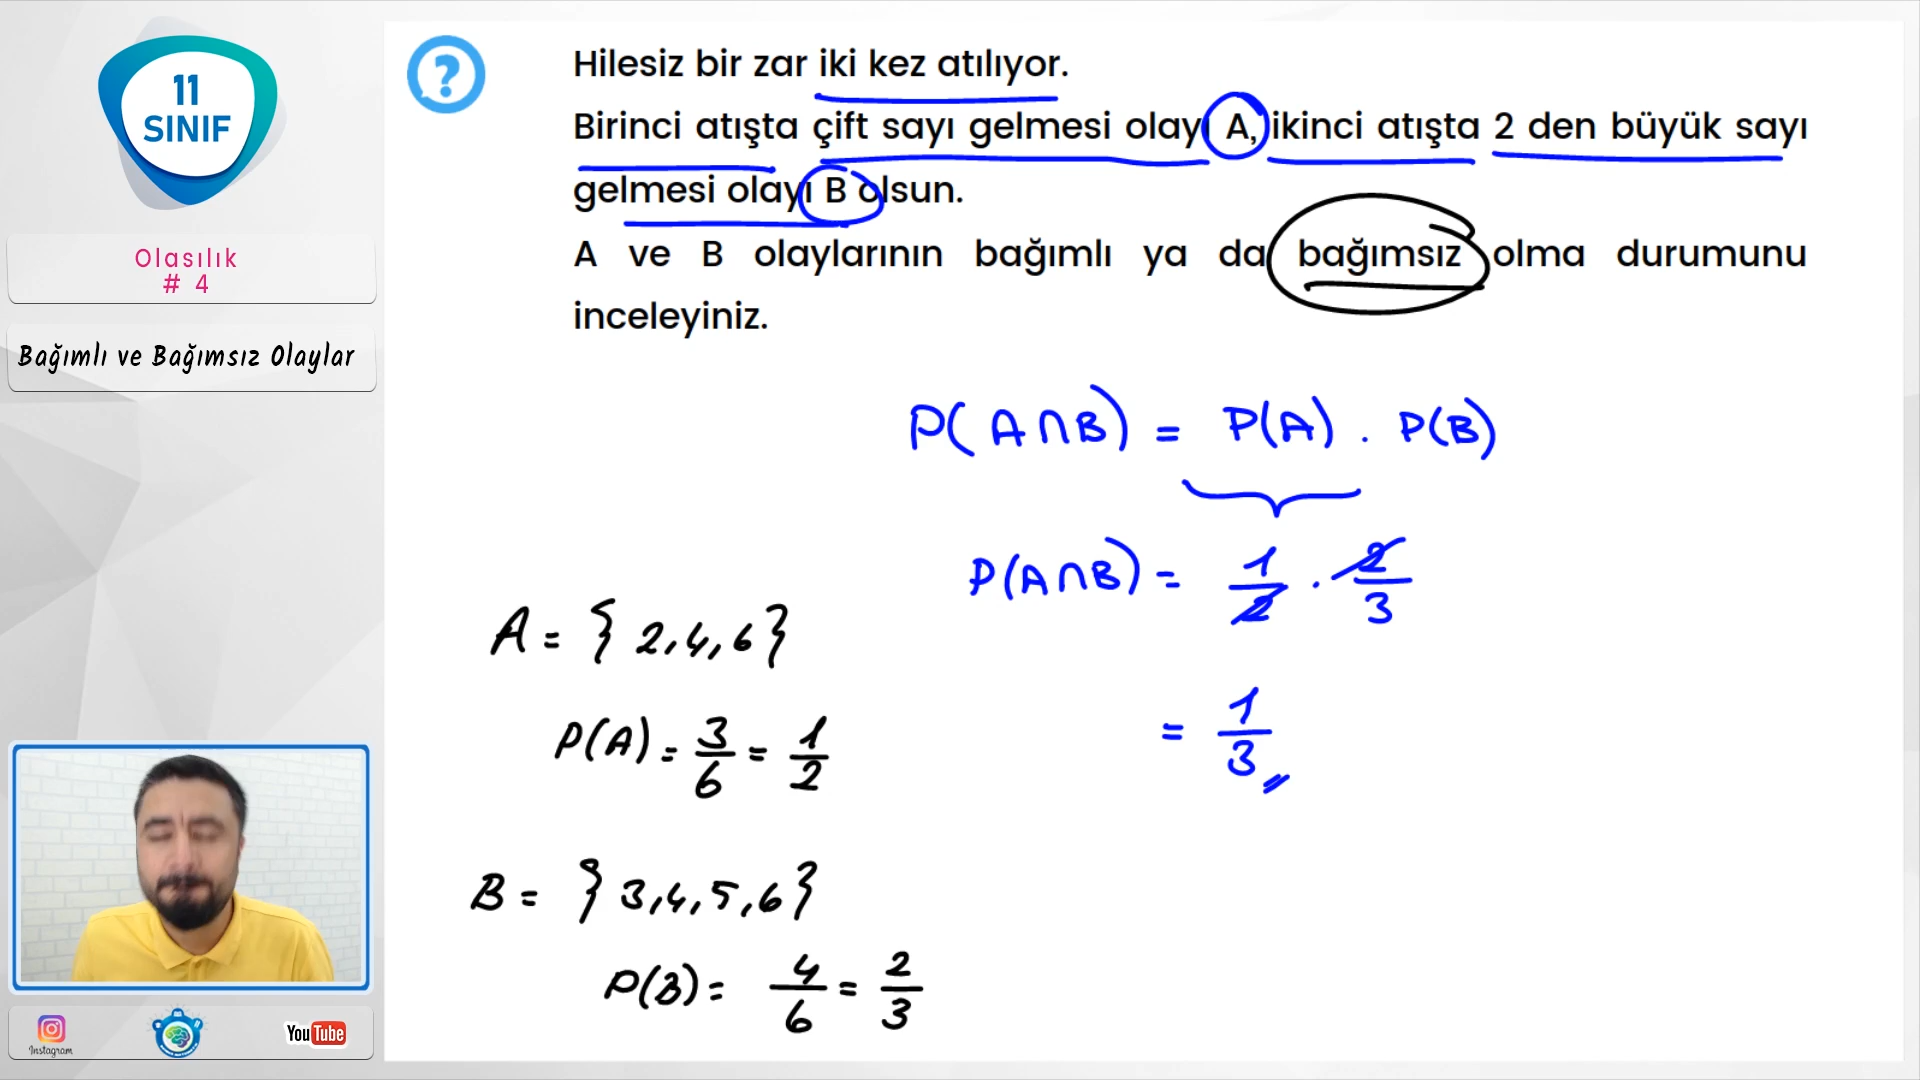 11
SINIF
Olasılık
# 4
Bağımlı ve Bağımsız Olaylar
Instagram
YouTube
?
Hilesiz bir zar iki kez atılıyor.
Birinci atışta çift sayı gelmesi olayı A, ikinci atışta 2 den büyük sayı
gelmesi olayı B olsun.
A ve B olaylarının bağımlı ya da bağımsız olma durumunu
inceleyiniz.
P(A∩B) = P(A) . P(B)
P(A∩B) = 1/2 . 2/3
= 1/3
A = { 2,4,6}
P(A) = 3/6 = 1/2
B = { 3,4,5,6}
P(B) = 4/6 = 2/3